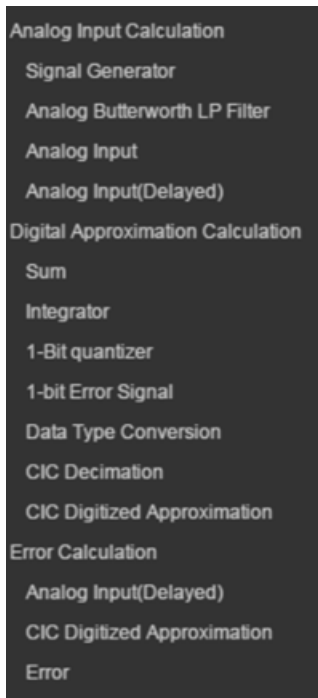 Analog Input Calculation
Signal Generator
Analog Butterworth LP Filter
Analog Input
Analog Input(Delayed)
Digital Approximation Calculation
Sum
Integrator
1-Bit quantizer
1-bit Error Signal
Data Type Conversion
CIC Decimation
CIC Digitized Approximation
Error Calculation
Analog Input(Delayed)
CIC Digitized Approximation
Error